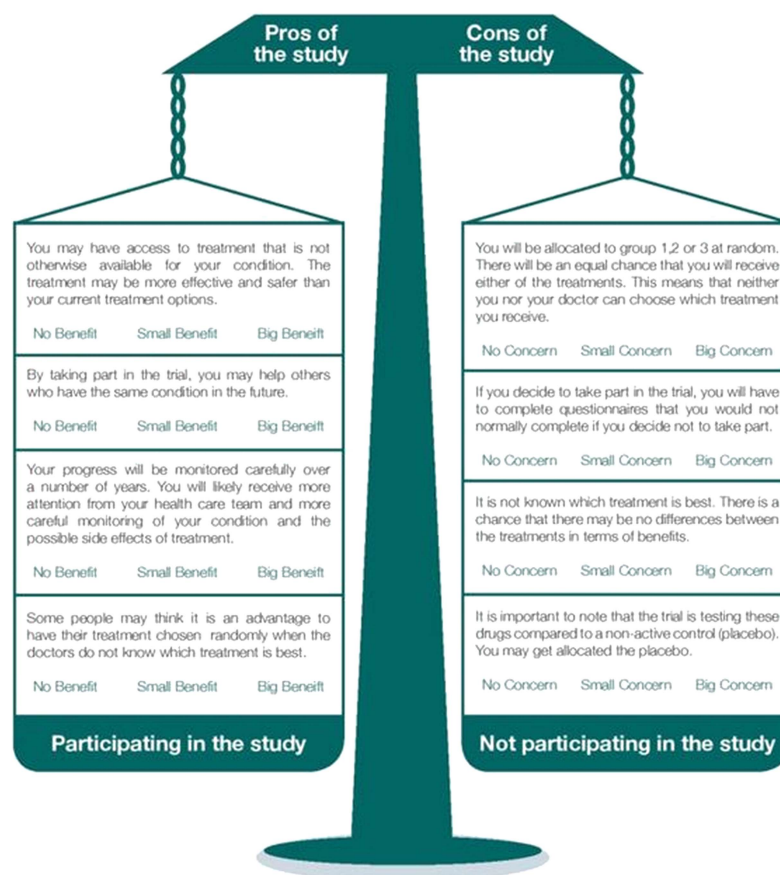 Pros of
the study
Cons of
the study
You may have access to treatment that is not
otherwise available for your condition. The
treatment may be more effective and safer than
your current treatment options.
No Benefit Small Benefit Big Beneift
By taking part in the trial, you may help others
who have the same condition in the future.
No Benefit Small Benefit Big Beneift
Your progress will be monitored carefully over
a number of years. You will likely receive more
attention from your health care team and more
careful monitoring of your condition and the
possible side effects of treatment.
No Benefit Small Benefit Big Beneift
Some people may think it is an advantage to
have their treatment chosen randomly when the
doctors do not know which treatment is best.
No Benefit Small Benefit Big Beneift
Participating in the study
You will be allocated to group 1,2 or 3 at random.
There will be an equal chance that you will receive
either of the treatments. This means that neither
you nor your doctor can choose which treatment
you receive.
No Concern Small Concern Big Concern
If you decide to take part in the trial, you will have
to complete questionnaires that you would not
normally complete if you decide not to take part.
No Concern Small Concern Big Concern
It is not known which treatment is best. There is a
chance that there may be no differences between
the treatments in terms of benefits.
No Concern Small Concern Big Concern
It is important to note that the trial is testing these
drugs compared to a non-active control (placebo).
You may get allocated the placebo.
No Concern Small Concern Big Concern
Not participating in the study